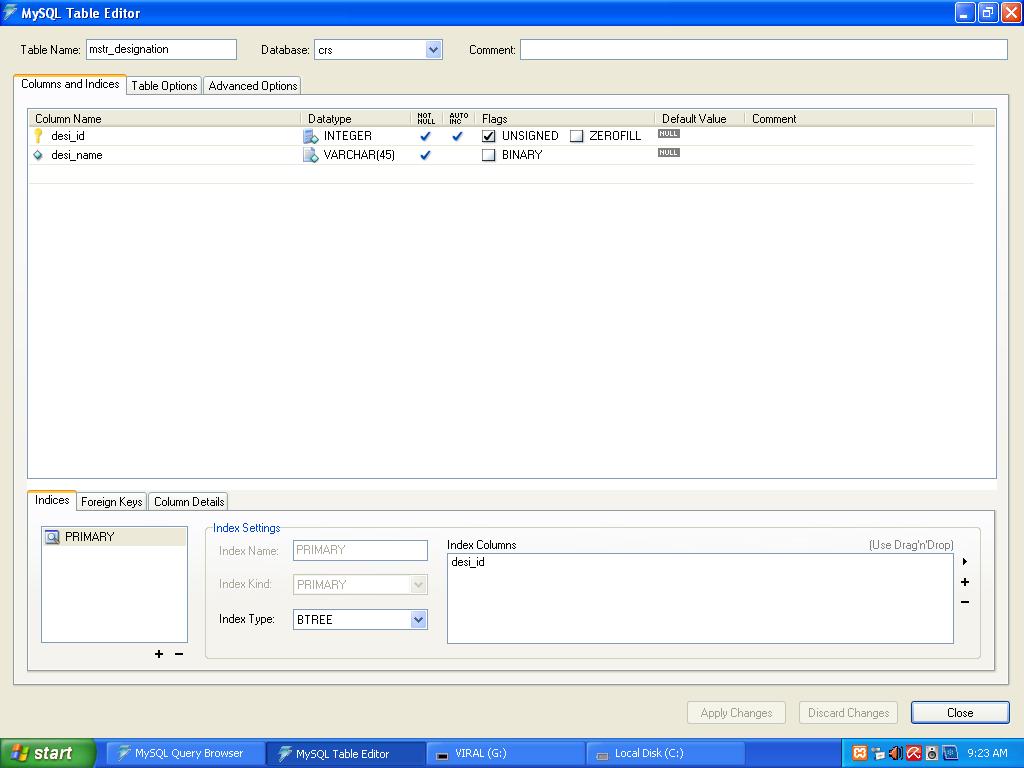 MySQL Table Editor
Table Name: mstr_designation Database: crs Comment:
Columns and Indices Table Options Advanced Options
Column Name Datatype NOT NULL AUTO INC Flags Default Value Comment
desi_id INTEGER UNSIGNED ZEROFILL NULL
desi_name VARCHAR(45) BINARY NULL
Indices Foreign Keys Column Details
PRIMARY
Index Settings
Index Name: PRIMARY
Index Kind: PRIMARY
Index Type: BTREE
Index Columns (Use Drag'n'Drop)
desi_id
Apply Changes Discard Changes Close
start MySQL Query Browser MySQL Table Editor VIRAL (G:) Local Disk (C:) 9:23 AM